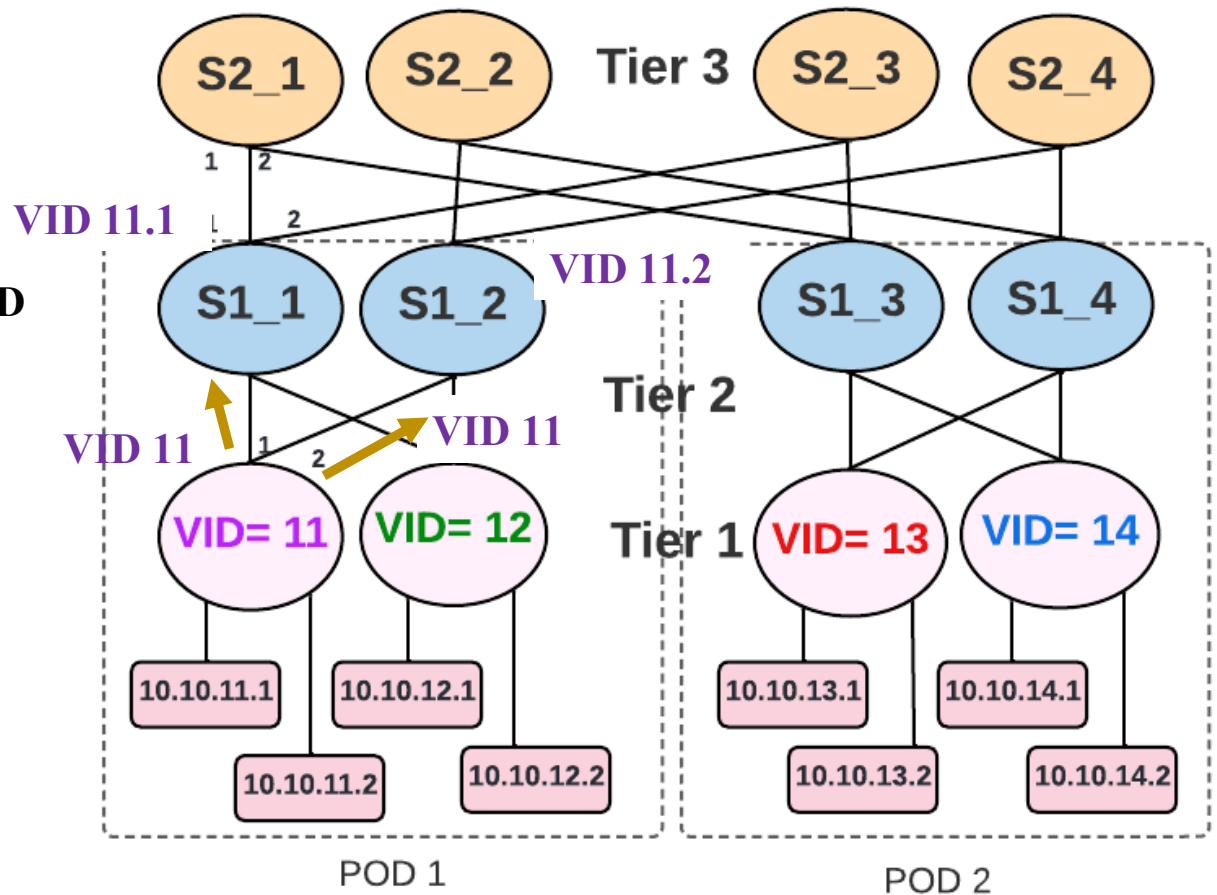 S2_1
S2_2
Tier 3
S2_3
S2_4
1
2
VID 11.1
2
VID 11.2
D
S1_1
S1_2
S1_3
S1_4
Tier 2
VID 11
1
2
VID 11
VID= 11
VID= 12
Tier 1
VID= 13
VID= 14
10.10.11.1
10.10.12.1
10.10.13.1
10.10.14.1
10.10.11.2
10.10.12.2
10.10.13.2
10.10.14.2
POD 1
POD 2